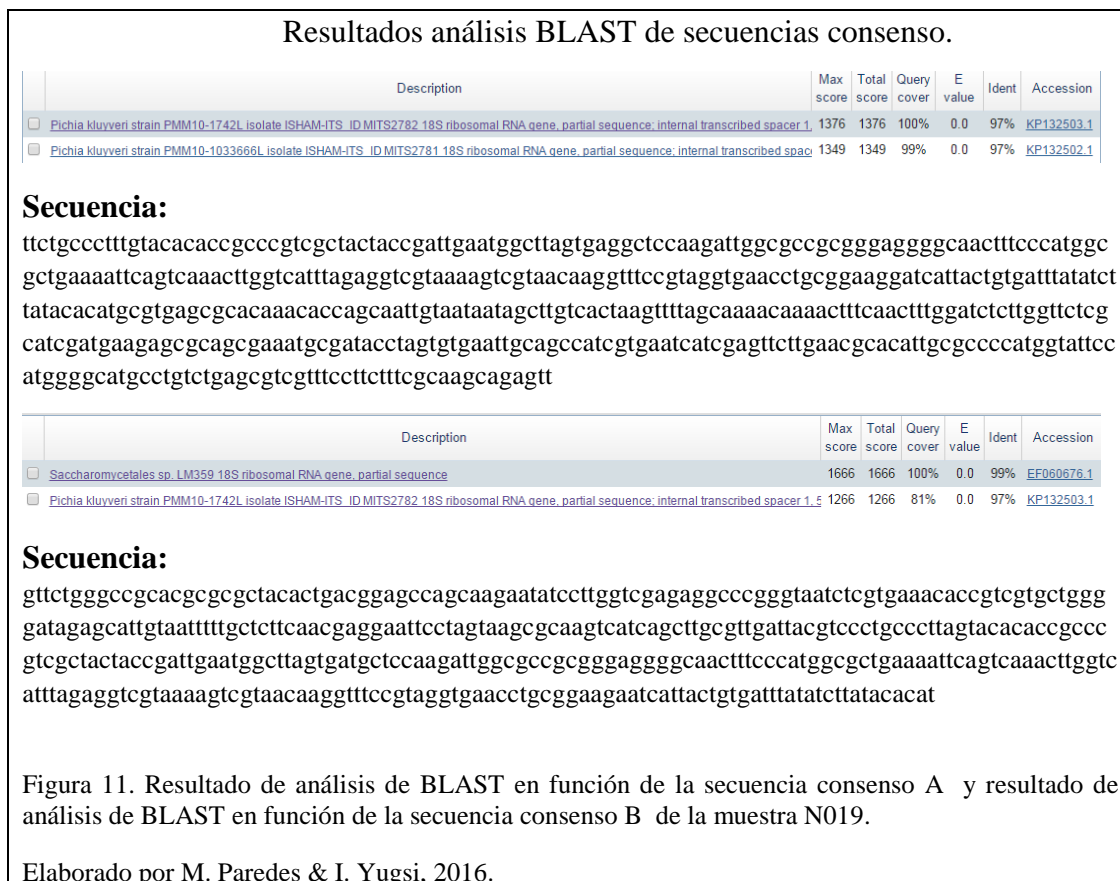 Resultados análisis BLAST de secuencias consenso.
Description Max score Total score Query cover E value Ident Accession
Pichia kluyveri strain PMM10-1742L isolate ISHAM-ITS_ID MITS2782 18S ribosomal RNA gene, partial sequence; internal transcribed spacer 1, 1376 1376 100% 0.0 97% KP132503.1
Pichia kluyveri strain PMM10-1033666L isolate ISHAM-ITS_ID MITS2781 18S ribosomal RNA gene, partial sequence; internal transcribed spac 1349 1349 99% 0.0 97% KP132502.1
Secuencia:
ttctgccctttgtacacaccgcccgtcgctactaccgattgaatggcttagtgaggctccaagattggcgccgcgggaggggcaactttcccatggc
gctgaaaattcagtcaaacttggtcatttagaggtcgtaaaagtcgtaacaaggtttccgtaggtgaacctgcggaaggatcattactgtgatttatatct
tatacacatgcgtgagcgcacaaacaccagcaattgtaataatagcttgtcactaagttttagcaaaacaaaactttcaactttggatctcttggttctcg
catcgatgaagagcgcagcgaaatgcgatacctagtgtgaattgcagccatcgtgaatcatcgagttcttgaacgcacattgcgccccatggtattcc
atggggcatgcctgtctgagcgtcgtttccttctttcgcaagcagagtt
Description Max score Total score Query cover E value Ident Accession
Saccharomycetales sp. LM359 18S ribosomal RNA gene, partial sequence 1666 1666 100% 0.0 99% EF060676.1
Pichia kluyveri strain PMM10-1742L isolate ISHAM-ITS_ID MITS2782 18S ribosomal RNA gene, partial sequence; internal transcribed spacer 1, 5 1266 1266 81% 0.0 97% KP132503.1
Secuencia:
gttctgggccgcacgcgcgctacactgacggagccagcaagaatatccttggtcgagaggcccgggtaatctcgtgaaacaccgtcgtgctggg
gatagagcattgtaatttttgctcttcaacgaggaattcctagtaagcgcaagtcatcagcttgcgttgattacgtccctgcccttagtacacaccgccc
gtcgctactaccgattgaatggcttagtgatgctccaagattggcgccgcgggaggggcaactttcccatggcgctgaaaattcagtcaaacttggtc
atttagaggtcgtaaaagtcgtaacaaggtttccgtaggtgaacctgcggaagaatcattactgtgatttatatcttatacacat
Figura 11. Resultado de análisis de BLAST en función de la secuencia consenso A y resultado de
análisis de BLAST en función de la secuencia consenso B de la muestra N019.
Elaborado por M. Paredes & I. Yugsi, 2016.